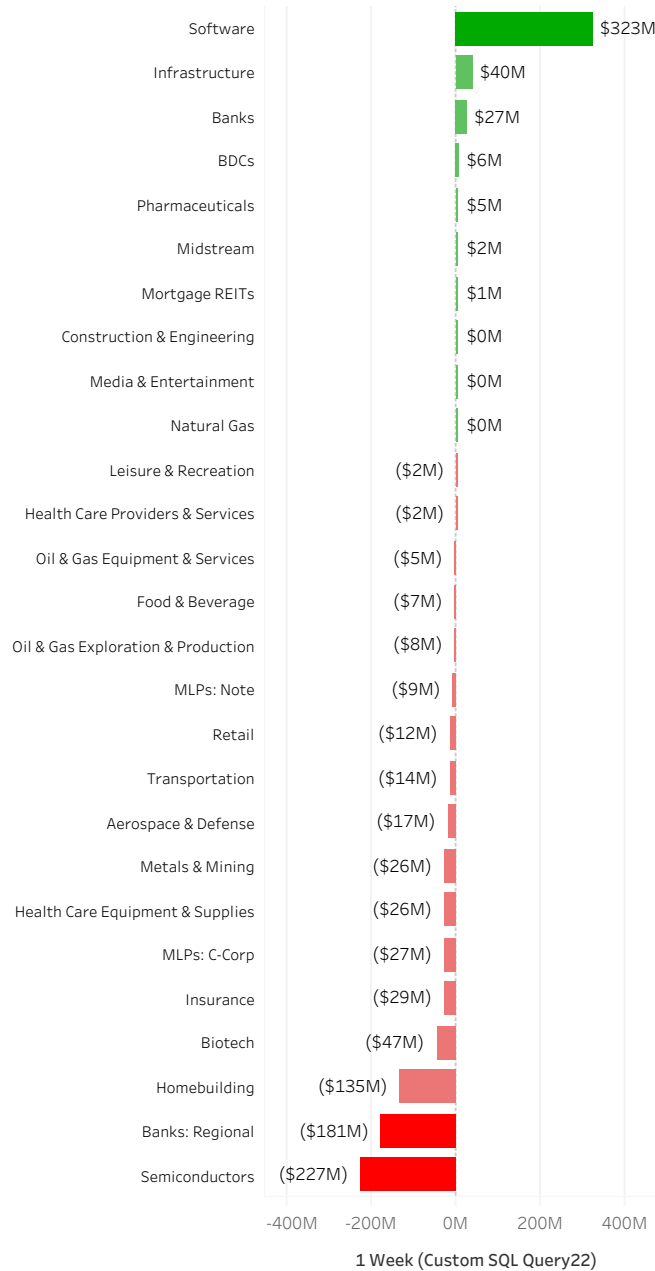 Software $323M
Infrastructure $40M
Banks $27M
BDCs $6M
Pharmaceuticals $5M
Midstream $2M
Mortgage REITs $1M
Construction & Engineering $0M
Media & Entertainment $0M
Natural Gas $0M
Leisure & Recreation ($2M)
Health Care Providers & Services ($2M)
Oil & Gas Equipment & Services ($5M)
Food & Beverage ($7M)
Oil & Gas Exploration & Production ($8M)
MLPs: Note ($9M)
Retail ($12M)
Transportation ($14M)
Aerospace & Defense ($17M)
Metals & Mining ($26M)
Health Care Equipment & Supplies ($26M)
MLPs: C-Corp ($27M)
Insurance ($29M)
Biotech ($47M)
Homebuilding ($135M)
Banks: Regional ($181M)
Semiconductors ($227M)
-400M -200M 0M 200M 400M
1 Week (Custom SQL Query22)